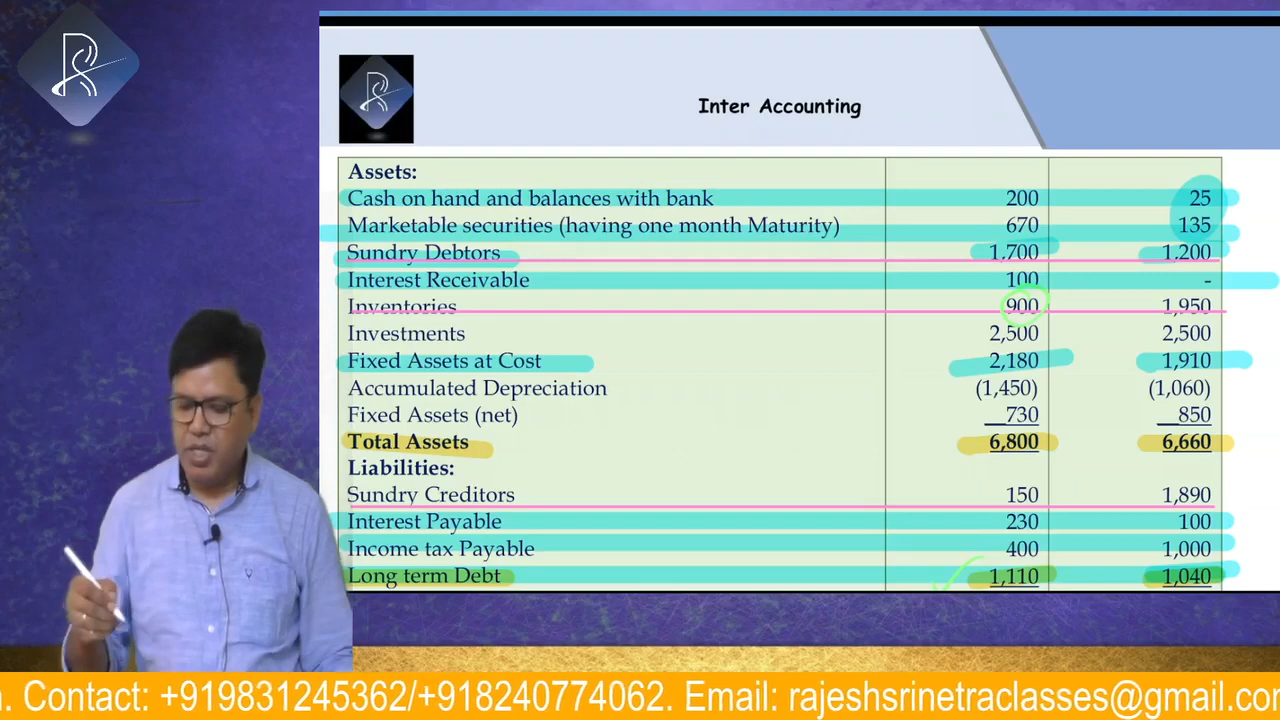 RS
RS
Inter Accounting
Assets:
Cash on hand and balances with bank 200 25
Marketable securities (having one month Maturity) 670 135
Sundry Debtors 1,700 1,200
Interest Receivable 100 -
Inventories 900 1,950
Investments 2,500 2,500
Fixed Assets at Cost 2,180 1,910
Accumulated Depreciation (1,450) (1,060)
Fixed Assets (net) 730 850
Total Assets 6,800 6,660
Liabilities:
Sundry Creditors 150 1,890
Interest Payable 230 100
Income tax Payable 400 1,000
Long term Debt 1,110 1,040
. Contact: +919831245362/+918240774062. Email: rajeshsrinetraclasses@gmail.co